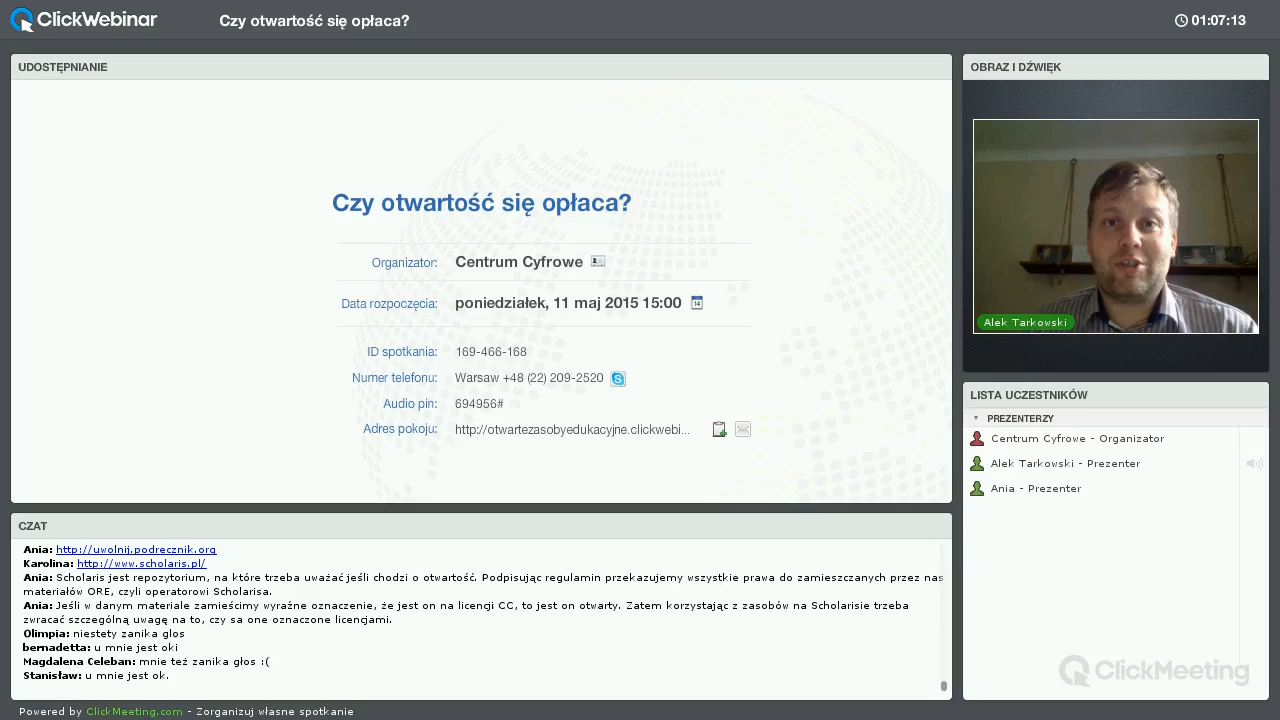 ClickWebinar
Czy otwartość się opłaca?
01:07:13
UDOSTĘPNIANIE
Czy otwartość się opłaca?
Organizator: Centrum Cyfrowe
Data rozpoczęcia: poniedziałek, 11 maj 2015 15:00
14
ID spotkania: 169-466-168
Numer telefonu: Warsaw +48 (22) 209-2520
Audio pin: 694956#
Adres pokoju: http://otwartezasobyedukacyjne.clickwebi...
OBRAZ I DŹWIĘK
Alek Tarkowski
LISTA UCZESTNIKÓW
PREZENTERZY
Centrum Cyfrowe - Organizator
Alek Tarkowski - Prezenter
Ania - Prezenter
ClickMeeting
CZAT
Ania: http://uwolnij.podrecznik.org
Karolina: http://www.scholaris.pl/
Ania: Scholaris jest repozytorium, na które trzeba uważać jeśli chodzi o otwartość. Podpisując regulamin przekazujemy wszystkie prawa do zamieszczanych przez nas
materiałów ORE, czyli operatorowi Scholarisa.
Ania: Jeśli w danym materiale zamieścimy wyraźne oznaczenie, że jest on na licencji CC, to jest on otwarty. Zatem korzystając z zasobów na Scholarisie trzeba
zwracać szczególną uwagę na to, czy sa one oznaczone licencjami.
Olimpia: niestety zanika glos
bernadetta: u mnie jest oki
Magdalena Celeban: mnie też zanika głos :(
Stanisław: u mnie jest ok.
Powered by ClickMeeting.com - Zorganizuj własne spotkanie